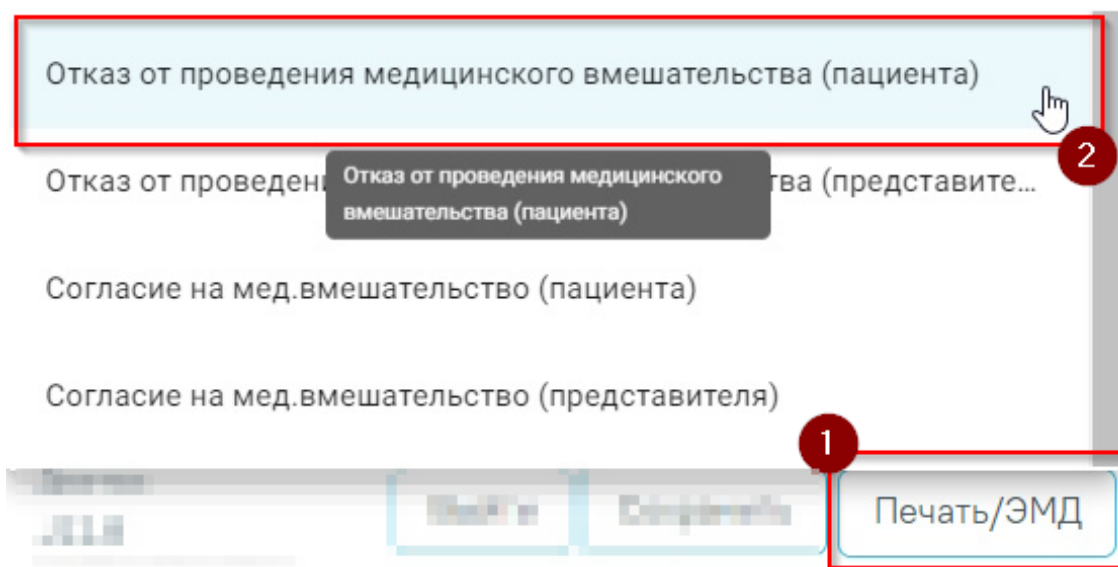 Отказ от проведения медицинского вмешательства (пациента)
2
Отказ от проведен тва (представите...
Отказ от проведения медицинского
вмешательства (пациента)
Согласие на мед.вмешательство (пациента)
Согласие на мед.вмешательство (представителя)
1
Печать/ЭМД